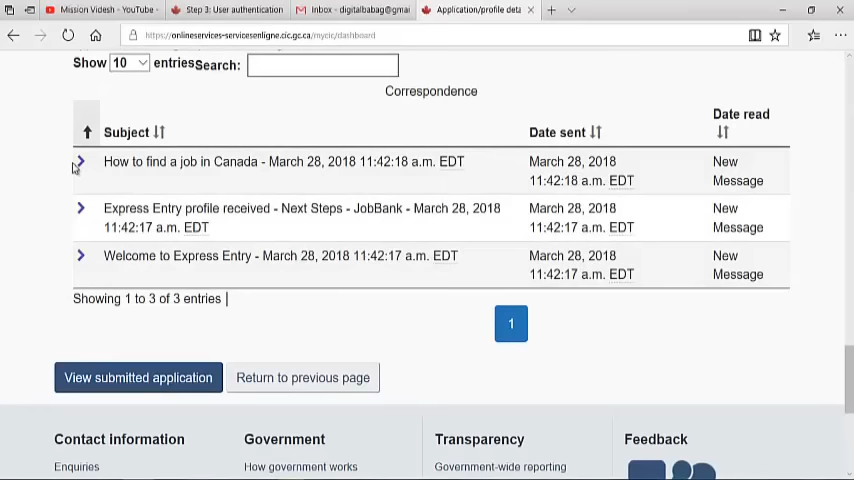 Mission Videsh - YouTube -
Step 3: User authentication
Inbox - digitalbabag@gmai
Application/profile deta
https://onlineservices-servicesenligne.cic.gc.ca/mycic/dashboard
Show 10 entries Search:
Correspondence
Subject Date sent Date read
How to find a job in Canada - March 28, 2018 11:42:18 a.m. EDT
March 28, 2018
11:42:18 a.m. EDT
New
Message
Express Entry profile received - Next Steps - JobBank - March 28, 2018
11:42:17 a.m. EDT
March 28, 2018
11:42:17 a.m. EDT
New
Message
Welcome to Express Entry - March 28, 2018 11:42:17 a.m. EDT
March 28, 2018
11:42:17 a.m. EDT
New
Message
Showing 1 to 3 of 3 entries |
1
View submitted application
Return to previous page
Contact information Government Transparency Feedback
Enquiries How government works Government-wide reporting